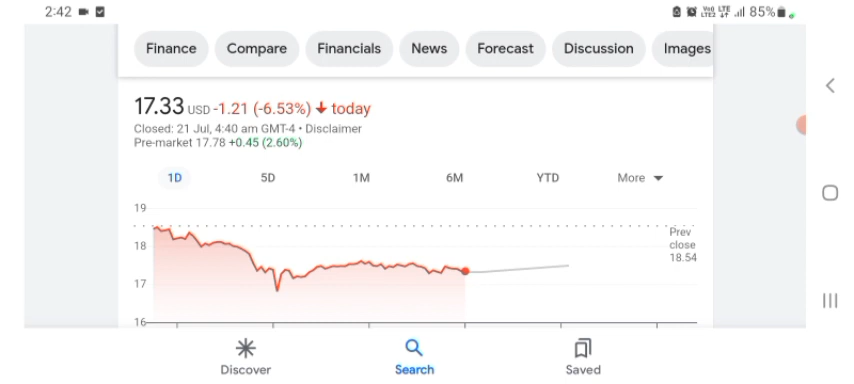 2:42 85%
Finance Compare Financials News Forecast Discussion Images
17.33 USD -1.21 (-6.53%) today
Closed: 21 Jul, 4:40 am GMT-4 • Disclaimer
Pre-market 17.78 +0.45 (2.60%)
1D 5D 1M 6M YTD More
19
Prev
close
18.54
18
17
16
Discover Search Saved